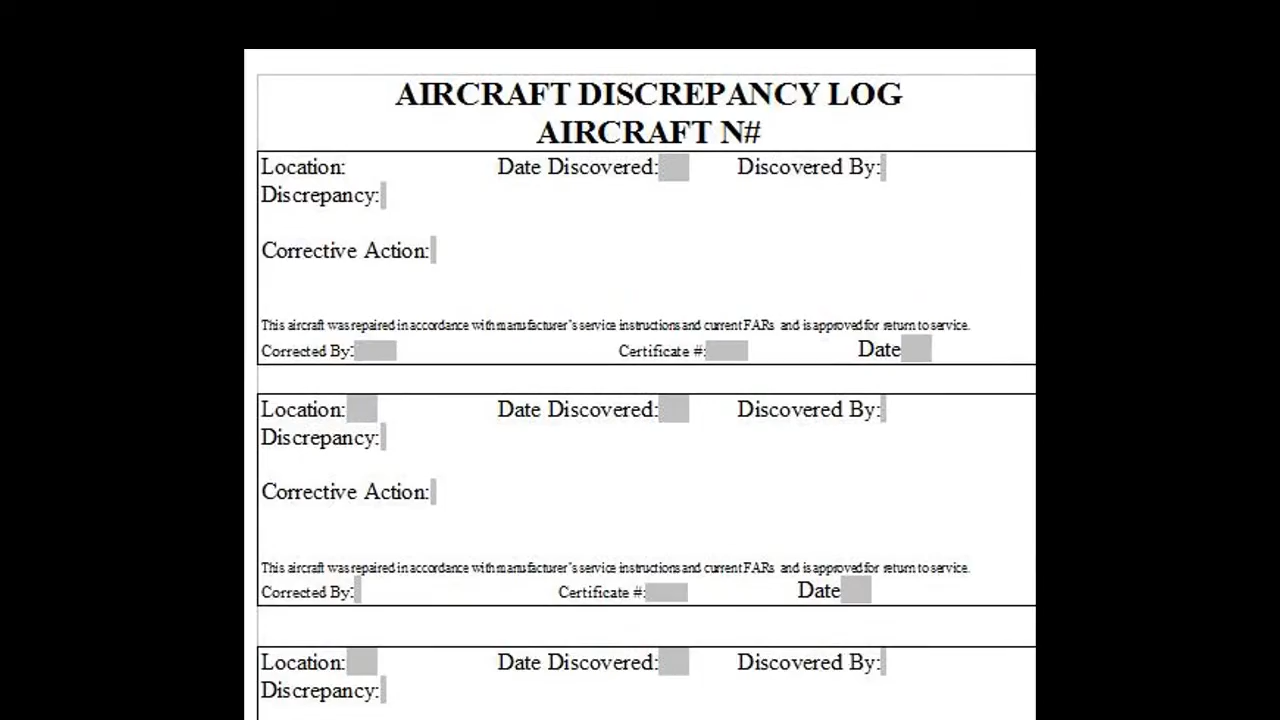 AIRCRAFT DISCREPANCY LOG
AIRCRAFT N#
Location: Date Discovered: Discovered By:
Discrepancy:
Corrective Action:
This aircraft was repaired in accordance with manufacturer's service instructions and current FARs and is approved for return to service.
Corrected By: Certificate #: Date
Location: Date Discovered: Discovered By:
Discrepancy:
Corrective Action:
This aircraft was repaired in accordance with manufacturer's service instructions and current FARs and is approved for return to service.
Corrected By: Certificate #: Date
Location: Date Discovered: Discovered By:
Discrepancy: